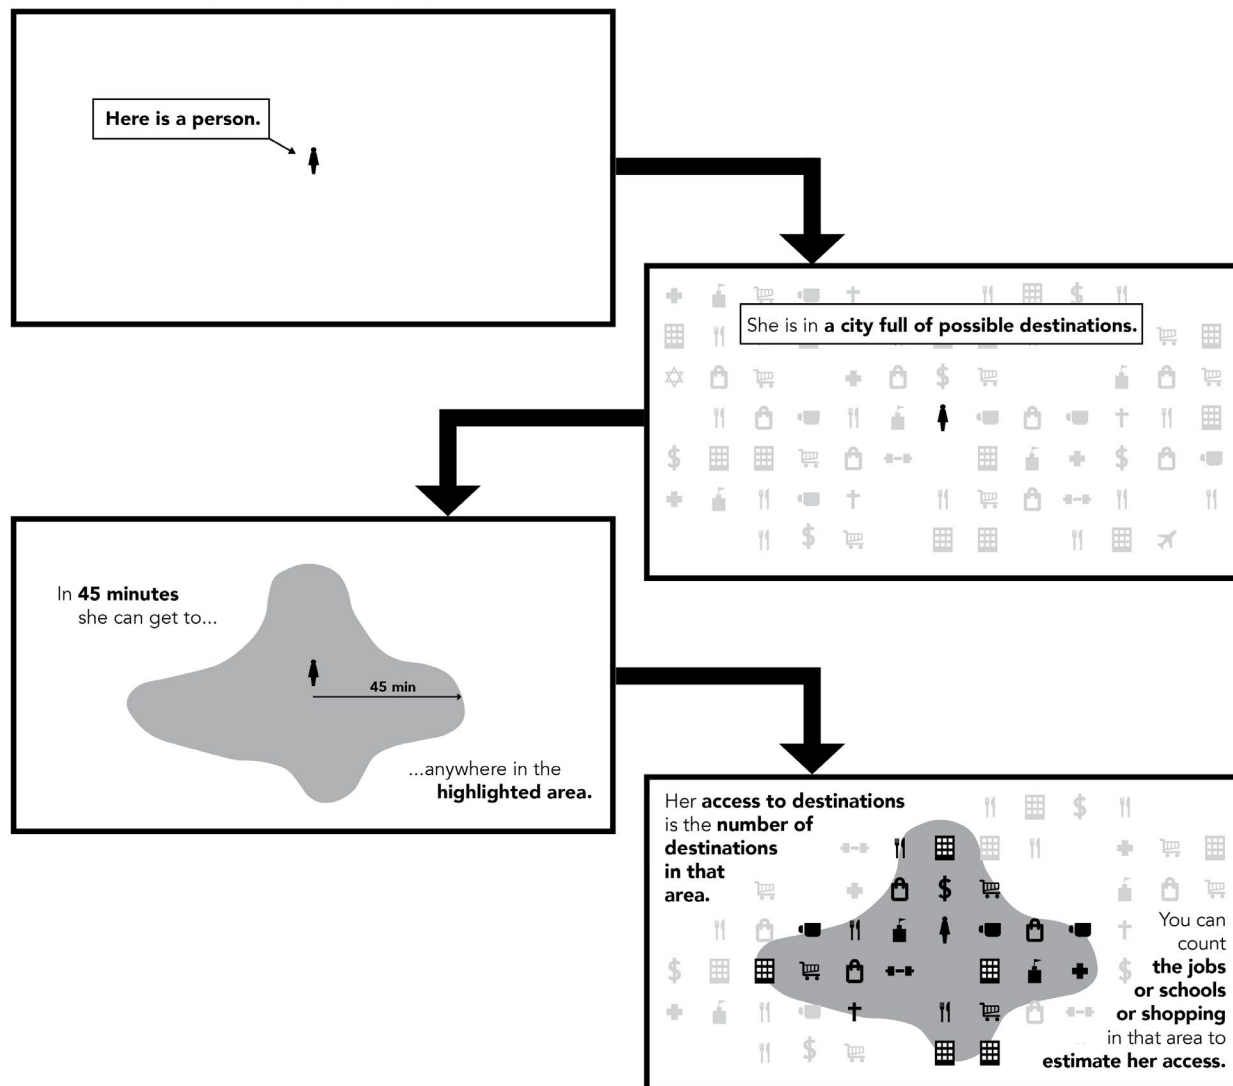 Here is a person.
She is in a city full of possible destinations.
In 45 minutes
she can get to...
45 min
...anywhere in the
highlighted area.
Her access to destinations
is the number of
destinations
in that
area.
You can
count
the jobs
or schools
or shopping
in that area to
estimate her access.